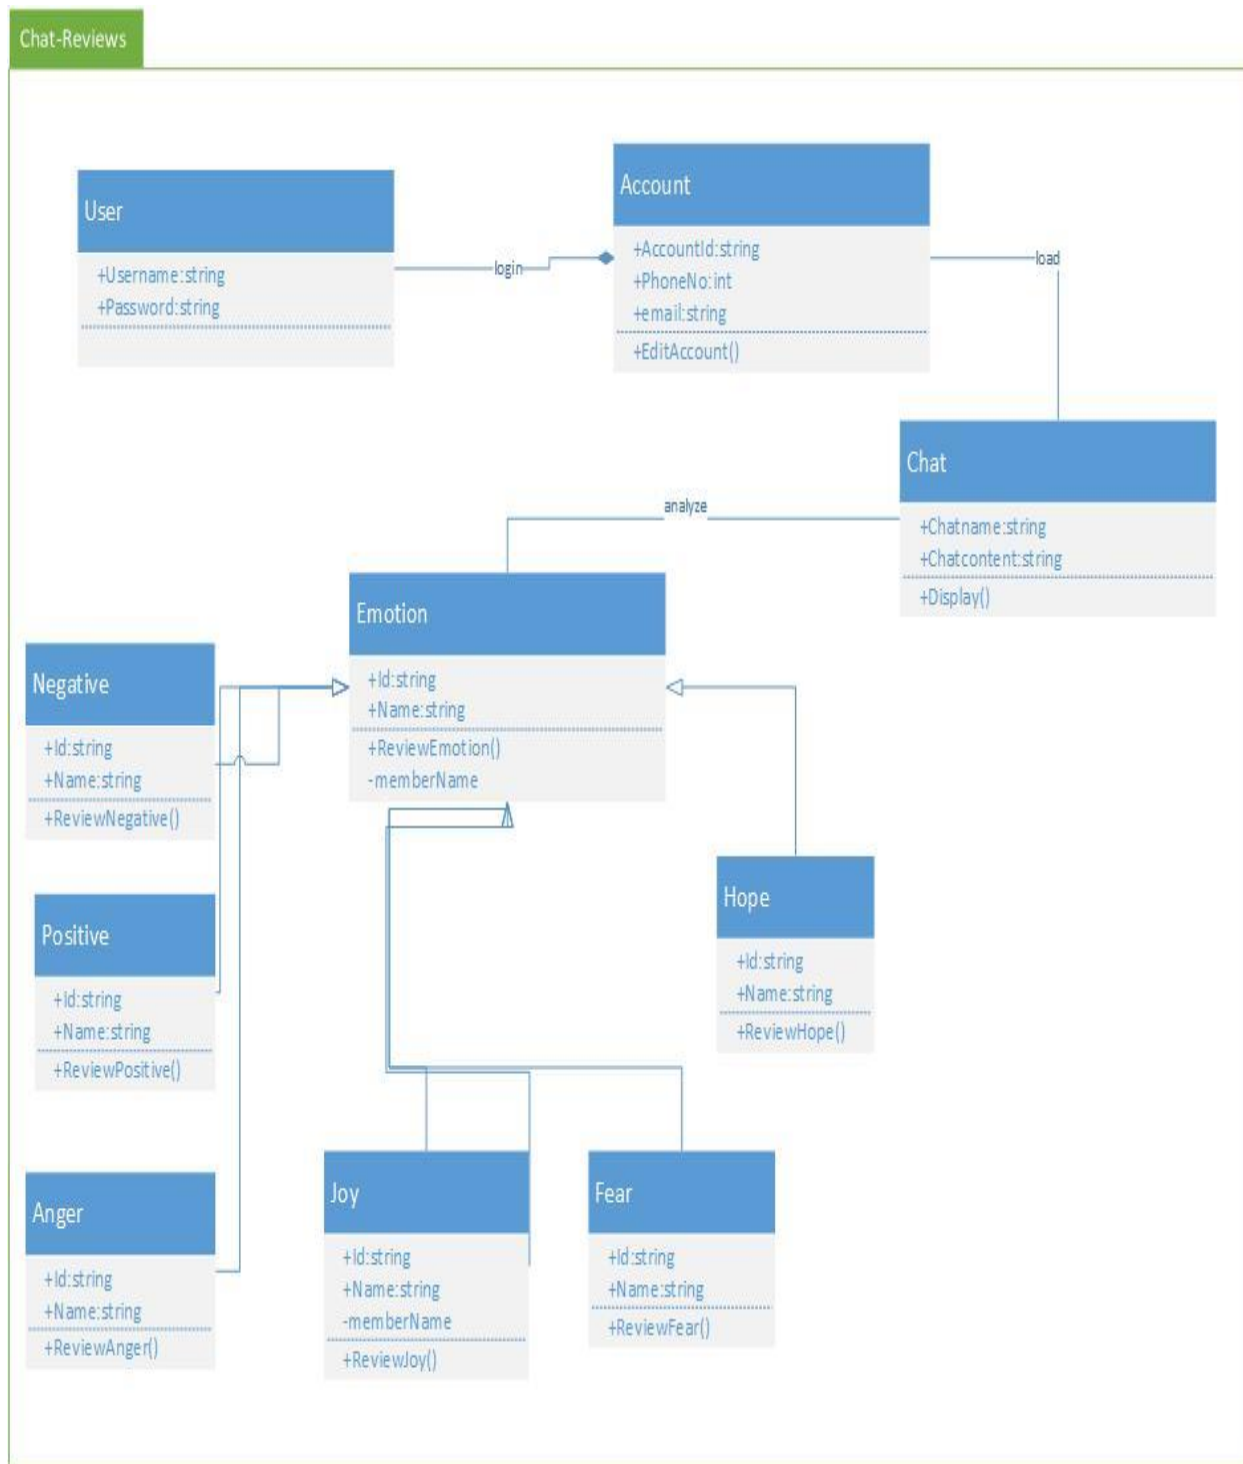 Chat-Reviews
User
+Username:string
+Password:string
login
Account
+AccountId:string
+PhoneNo:int
+email:string
+EditAccount()
load
Chat
+Chatname:string
+Chatcontent:string
+Display()
analyze
Emotion
+Id:string
+Name:string
+ReviewEmotion()
-memberName
Negative
+Id:string
+Name:string
+ReviewNegative()
Positive
+Id:string
+Name:string
+ReviewPositive()
Hope
+Id:string
+Name:string
+ReviewHope()
Anger
+Id:string
+Name:string
+ReviewAnger()
Joy
+Id:string
+Name:string
-memberName
+ReviewJoy()
Fear
+Id:string
+Name:string
+ReviewFear()